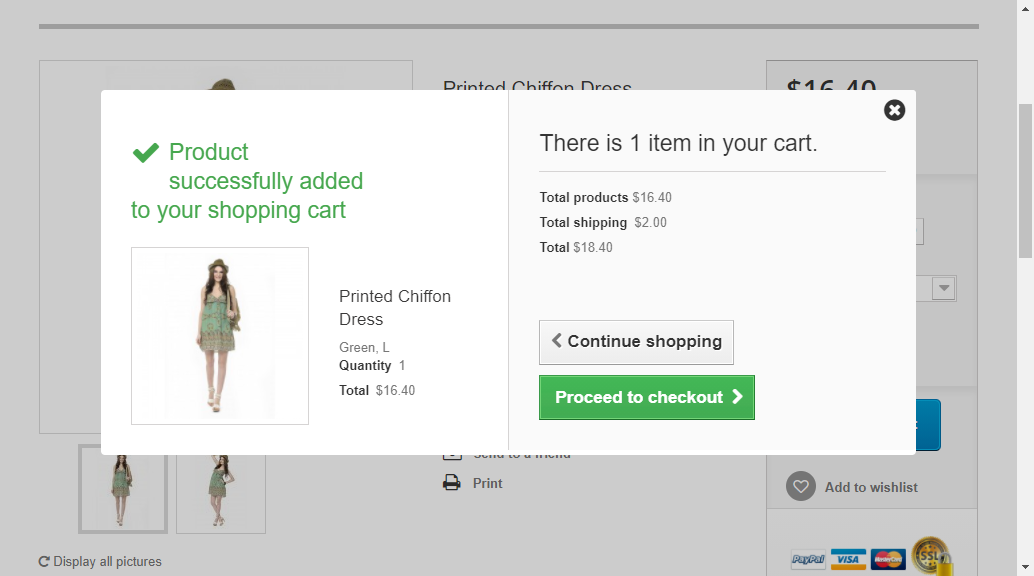 Printed Chiffon Dress
$16.40
Product
successfully added
to your shopping cart
Printed Chiffon
Dress
Green, L
Quantity 1
Total $16.40
There is 1 item in your cart.
Total products $16.40
Total shipping $2.00
Total $18.40
Continue shopping
Proceed to checkout
Send to a friend
Print
Add to wishlist
Display all pictures
PayPal
VISA
MasterCard
SSL